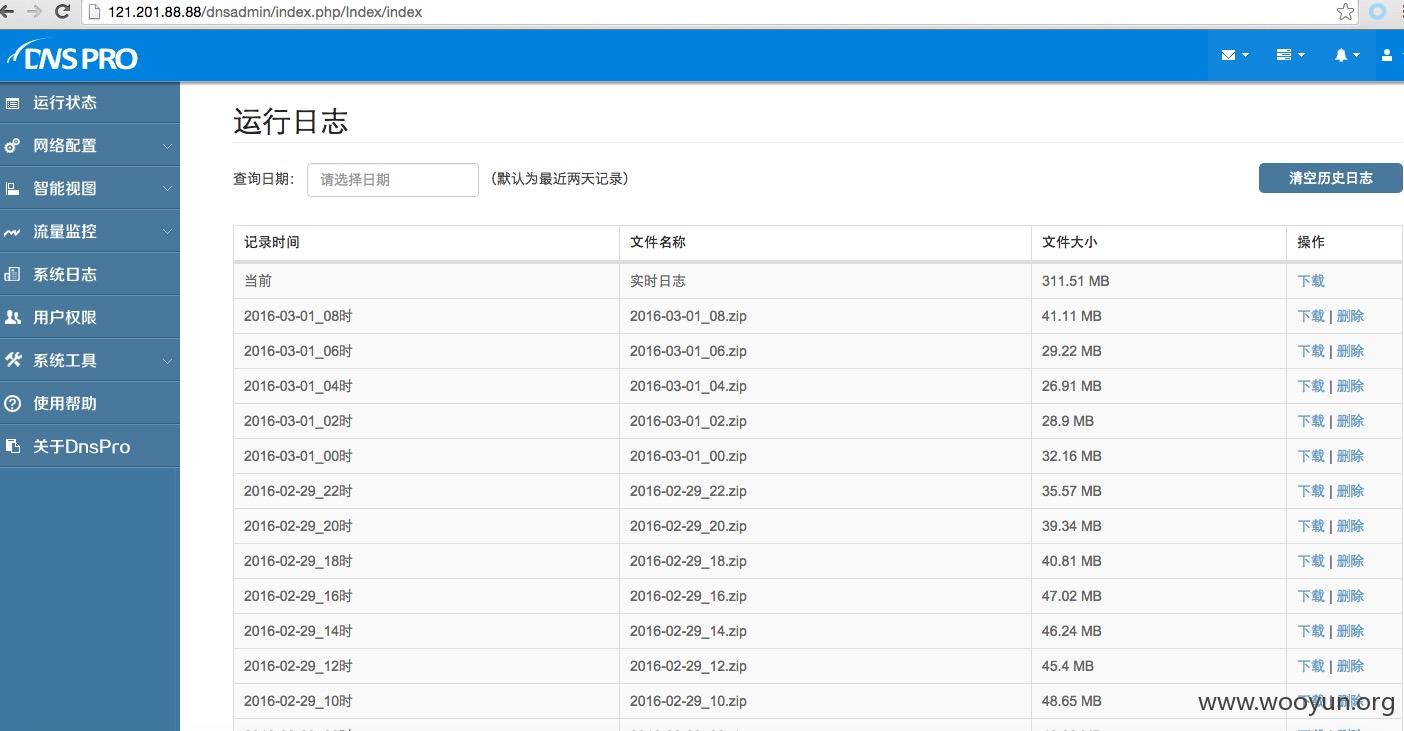 121.201.88.88/dnsadmin/index.php/Index/index
DNS PRO
运行状态
网络配置
智能视图
流量监控
系统日志
用户权限
系统工具
使用帮助
关于DnsPro
运行日志
查询日期: 请选择日期 (默认为最近两天记录) 清空历史日志
记录时间 文件名称 文件大小 操作
当前 实时日志 311.51 MB 下载
2016-03-01_08时 2016-03-01_08.zip 41.11 MB 下载 | 删除
2016-03-01_06时 2016-03-01_06.zip 29.22 MB 下载 | 删除
2016-03-01_04时 2016-03-01_04.zip 26.91 MB 下载 | 删除
2016-03-01_02时 2016-03-01_02.zip 28.9 MB 下载 | 删除
2016-03-01_00时 2016-03-01_00.zip 32.16 MB 下载 | 删除
2016-02-29_22时 2016-02-29_22.zip 35.57 MB 下载 | 删除
2016-02-29_20时 2016-02-29_20.zip 39.34 MB 下载 | 删除
2016-02-29_18时 2016-02-29_18.zip 40.81 MB 下载 | 删除
2016-02-29_16时 2016-02-29_16.zip 47.02 MB 下载 | 删除
2016-02-29_14时 2016-02-29_14.zip 46.24 MB 下载 | 删除
2016-02-29_12时 2016-02-29_12.zip 45.4 MB 下载 | 删除
2016-02-29_10时 2016-02-29_10.zip 48.65 MB 下载 | 删除
www.wooyun.org